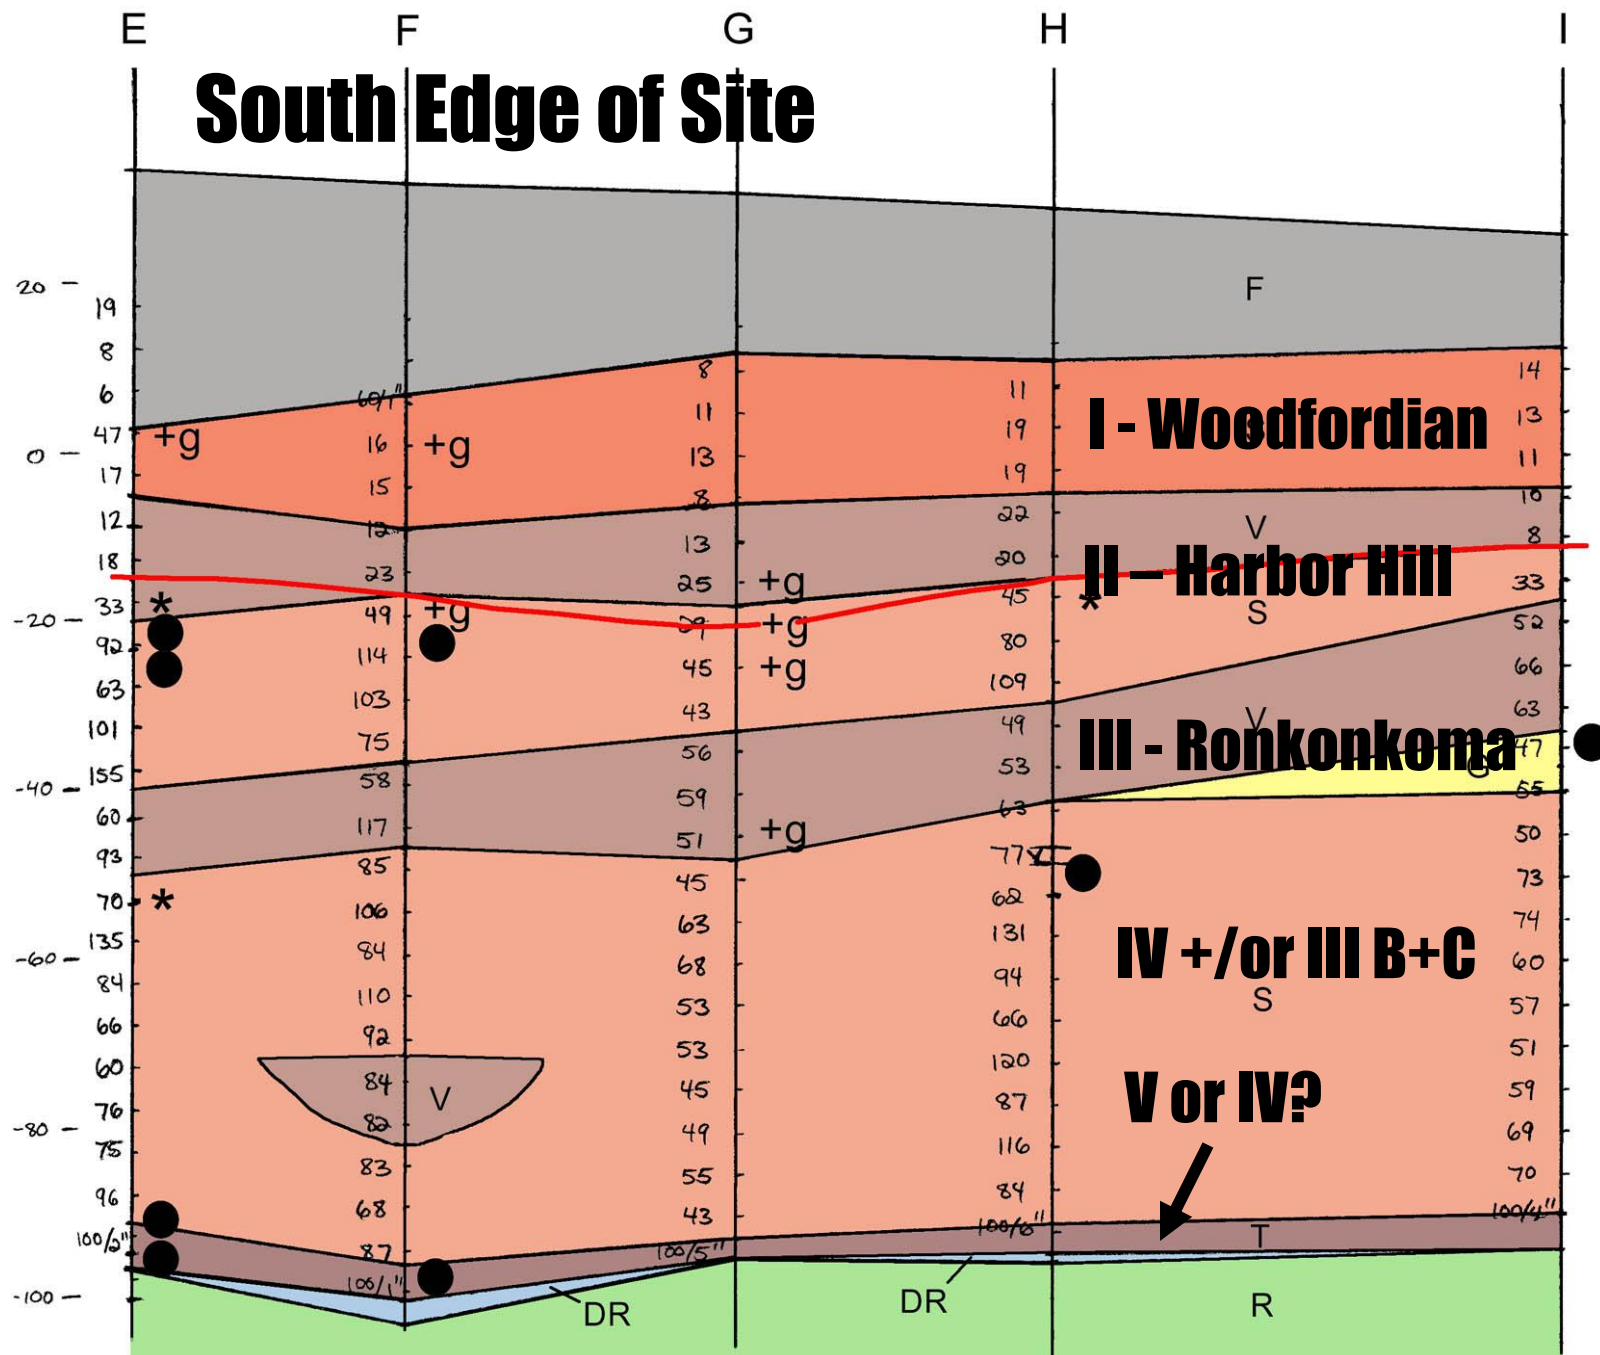 E F G H I
South Edge of Site
20
F
19
8
8 14
6 11
60/1"
11 13
47 +g 16 +g 19 I - Woodfordian
S
0 13 11
17 19
15 8 10
12 12 22 V
13 20 8
18 23 25 +g II – Harbor Hill 33
33 * 49 +g 45 * S
-20 29 +g 52
92 114 45 +g 80 66
63 103 109
101 43 49 V 63
75 56 III - Ronkonkoma 47
155 58 53 G
-40 59 63 55
60 117 51 +g 50
93 85 45 77
70 * 106 62 73
135 63 131 74
-60 84 68 94 IV +/or III B+C 60
84 110 53 S 57
66 92 53 66 51
60 84 V 45 120 59
76 82 49 87 V or IV?
-80 116 69
75 83 55 84 70
96 68 43 100/6" 100/4"
100/2" 87 100/5" T
100/1"
-100 DR DR R